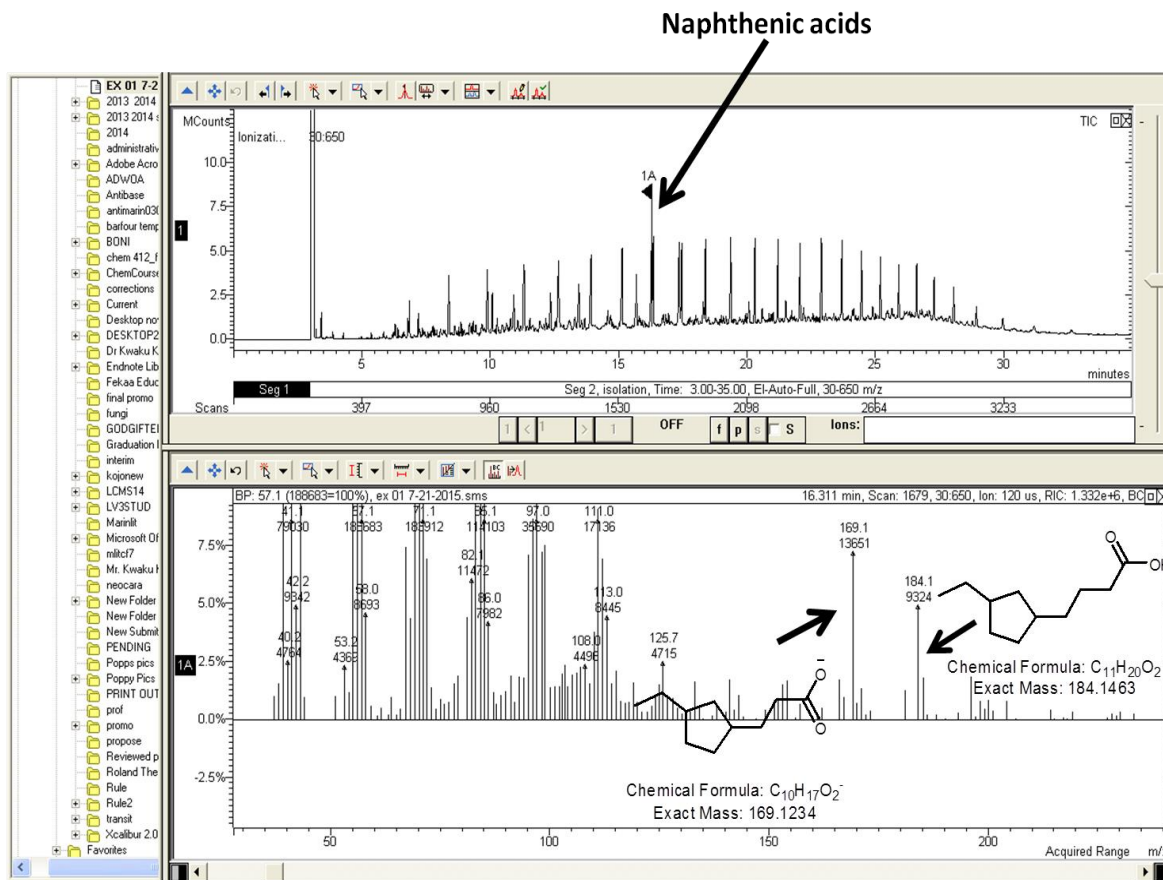 Naphthenic acids
EX 01 7-2
2013 2014
2013 2014 s
2014
administrativ
Adobe Acro
ADWOA
Antibase
antimarin030
barfour temp
BONI
chem 412_f
ChemCourse
corrections
Current
Desktop nov
DESKTOP2
Dr Kwaku K
Endnote Lib
Fekaa Educ
final promo
fungi
GODGIFTEI
Graduation l
interim
kojonew
LCMS14
LV3STUD
Marinlit
Microsoft Of
mlitcf7
Mr. Kwaku k
neocara
New Folder
New Folder
New Submit
PENDING
Popps pics
Poppy Pics
PRINT OUT
prof
promo
propose
Reviewed p
Roland The
Rule
Rule2
transit
Xcalibur 2.0
Favorites
MCounts
Ionizati... 30:650
TIC
10.0
7.5
5.0
2.5
0.0
1
1A
5 10 15 20 25 30
minutes
Seg 1
Seg 2, isolation, Time: 3.00-35.00, EI-Auto-Full, 30-650 m/z
Scans 397 960 1530 2098 2664 3233
1 < 1 > 1 OFF f p s S Ions:
BP: 57.1 (188683=100%), ex 01 7-21-2015.sms
16.311 min, Scan: 1679, 30:650, Ion: 120 us, RIC: 1.332e+6, BC
7.5%
5.0%
2.5%
0.0%
-2.5%
1A
41.1
79030
57.1
188683
71.1
97.0
111.0
17136
42.2
9342
58.0
8693
82.1
11472
86.0
7982
113.0
8445
40.2
4764
53.2
108.0
125.7
4715
169.1
13651
184.1
9324
O
OH
Chemical Formula: C₁₁H₂₀O₂
Exact Mass: 184.1463
O⁻
O
Chemical Formula: C₁₀H₁₇O₂⁻
Exact Mass: 169.1234
50 100 150 200
Acquired Range m/z